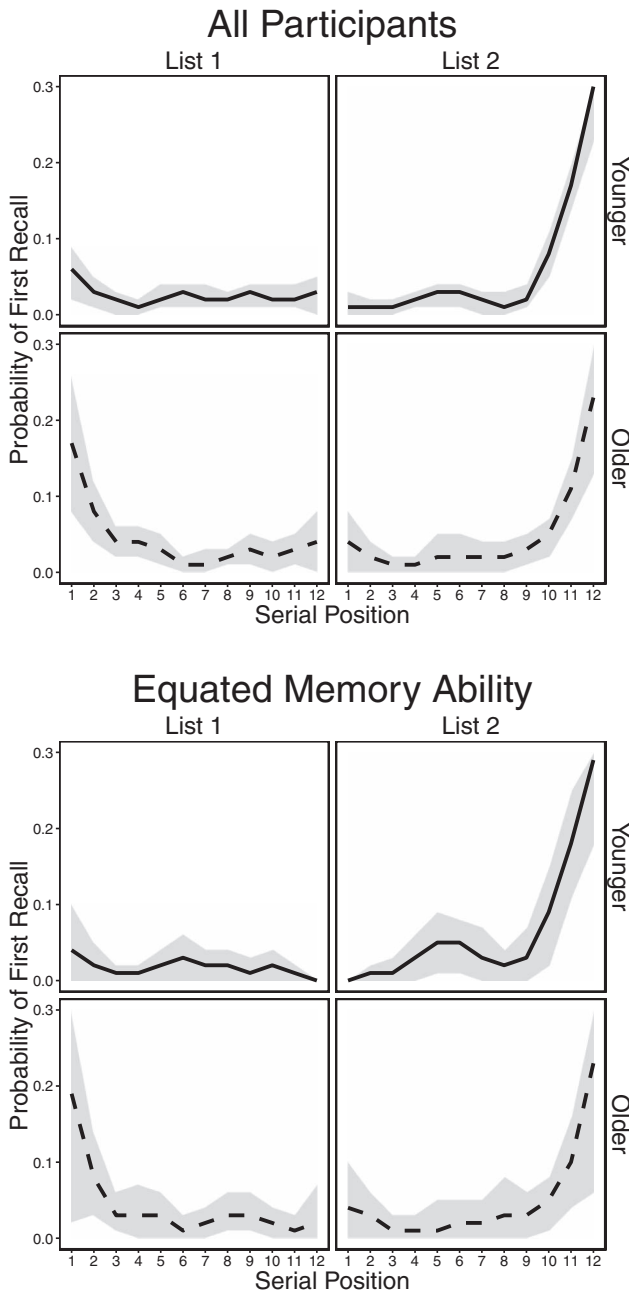 All Participants
List 1 List 2
0.3
0.2
0.1
0.0
Younger
0.3
0.2
0.1
0.0
Older
Probability of First Recall
1 2 3 4 5 6 7 8 9 10 11 12 1 2 3 4 5 6 7 8 9 10 11 12
Serial Position
Equated Memory Ability
List 1 List 2
0.3
0.2
0.1
0.0
Younger
0.3
0.2
0.1
0.0
Older
Probability of First Recall
1 2 3 4 5 6 7 8 9 10 11 12 1 2 3 4 5 6 7 8 9 10 11 12
Serial Position